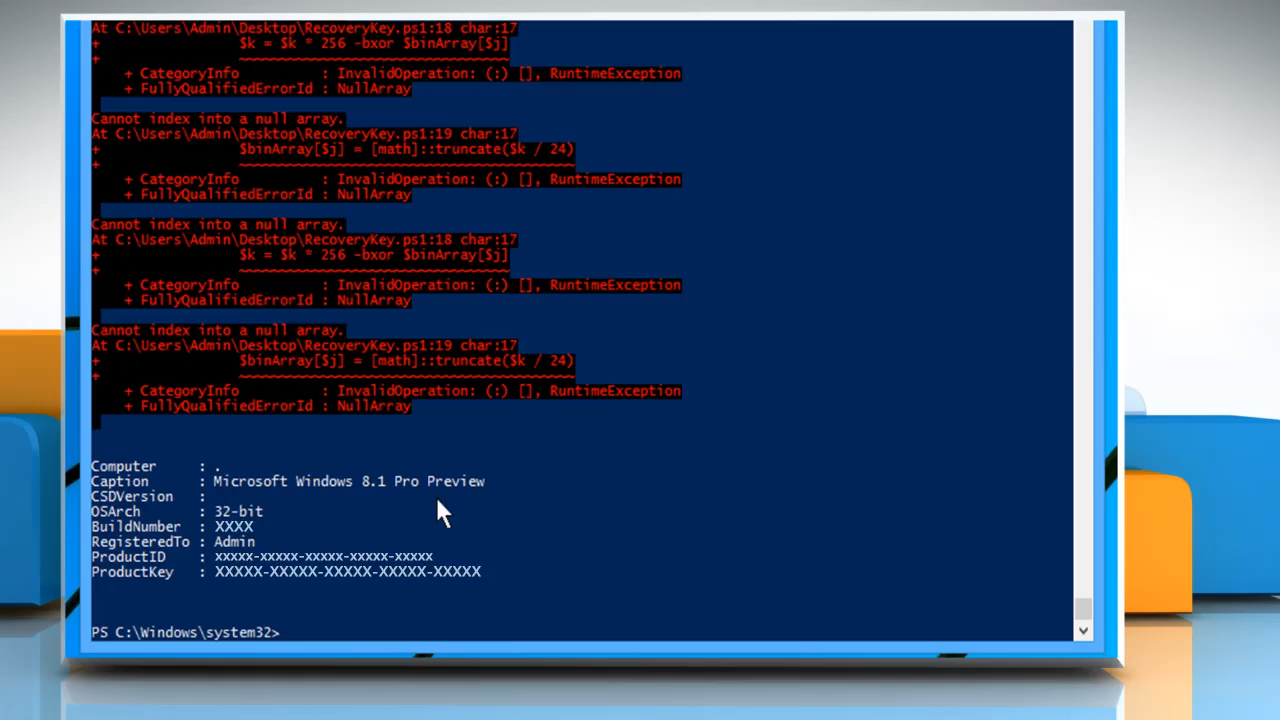 At C:\Users\Admin\Desktop\RecoveryKey.ps1:18 char:17
+                 $k = $k * 256 -bxor $binArray[$j]
+                 ~~~~~~~~~~~~~~~~~~~~~~~~~~~~~~~~~
    + CategoryInfo          : InvalidOperation: (:) [], RuntimeException
    + FullyQualifiedErrorId : NullArray
Cannot index into a null array.
At C:\Users\Admin\Desktop\RecoveryKey.ps1:19 char:17
+                 $binArray[$j] = [math]::truncate($k / 24)
+                 ~~~~~~~~~~~~~~~~~~~~~~~~~~~~~~~~~~~~~~~~~
    + CategoryInfo          : InvalidOperation: (:) [], RuntimeException
    + FullyQualifiedErrorId : NullArray
Cannot index into a null array.
At C:\Users\Admin\Desktop\RecoveryKey.ps1:18 char:17
+                 $k = $k * 256 -bxor $binArray[$j]
+                 ~~~~~~~~~~~~~~~~~~~~~~~~~~~~~~~~~
    + CategoryInfo          : InvalidOperation: (:) [], RuntimeException
    + FullyQualifiedErrorId : NullArray
Cannot index into a null array.
At C:\Users\Admin\Desktop\RecoveryKey.ps1:19 char:17
+                 $binArray[$j] = [math]::truncate($k / 24)
+                 ~~~~~~~~~~~~~~~~~~~~~~~~~~~~~~~~~~~~~~~~~
    + CategoryInfo          : InvalidOperation: (:) [], RuntimeException
    + FullyQualifiedErrorId : NullArray
Computer     : .
Caption      : Microsoft Windows 8.1 Pro Preview
CSDVersion   :
OSArch       : 32-bit
BuildNumber  : XXXX
RegisteredTo : Admin
ProductID    : xxxxx-xxxxx-xxxxx-xxxxx-xxxxx
ProductKey   : XXXXX-XXXXX-XXXXX-XXXXX-XXXXX
PS C:\Windows\system32>